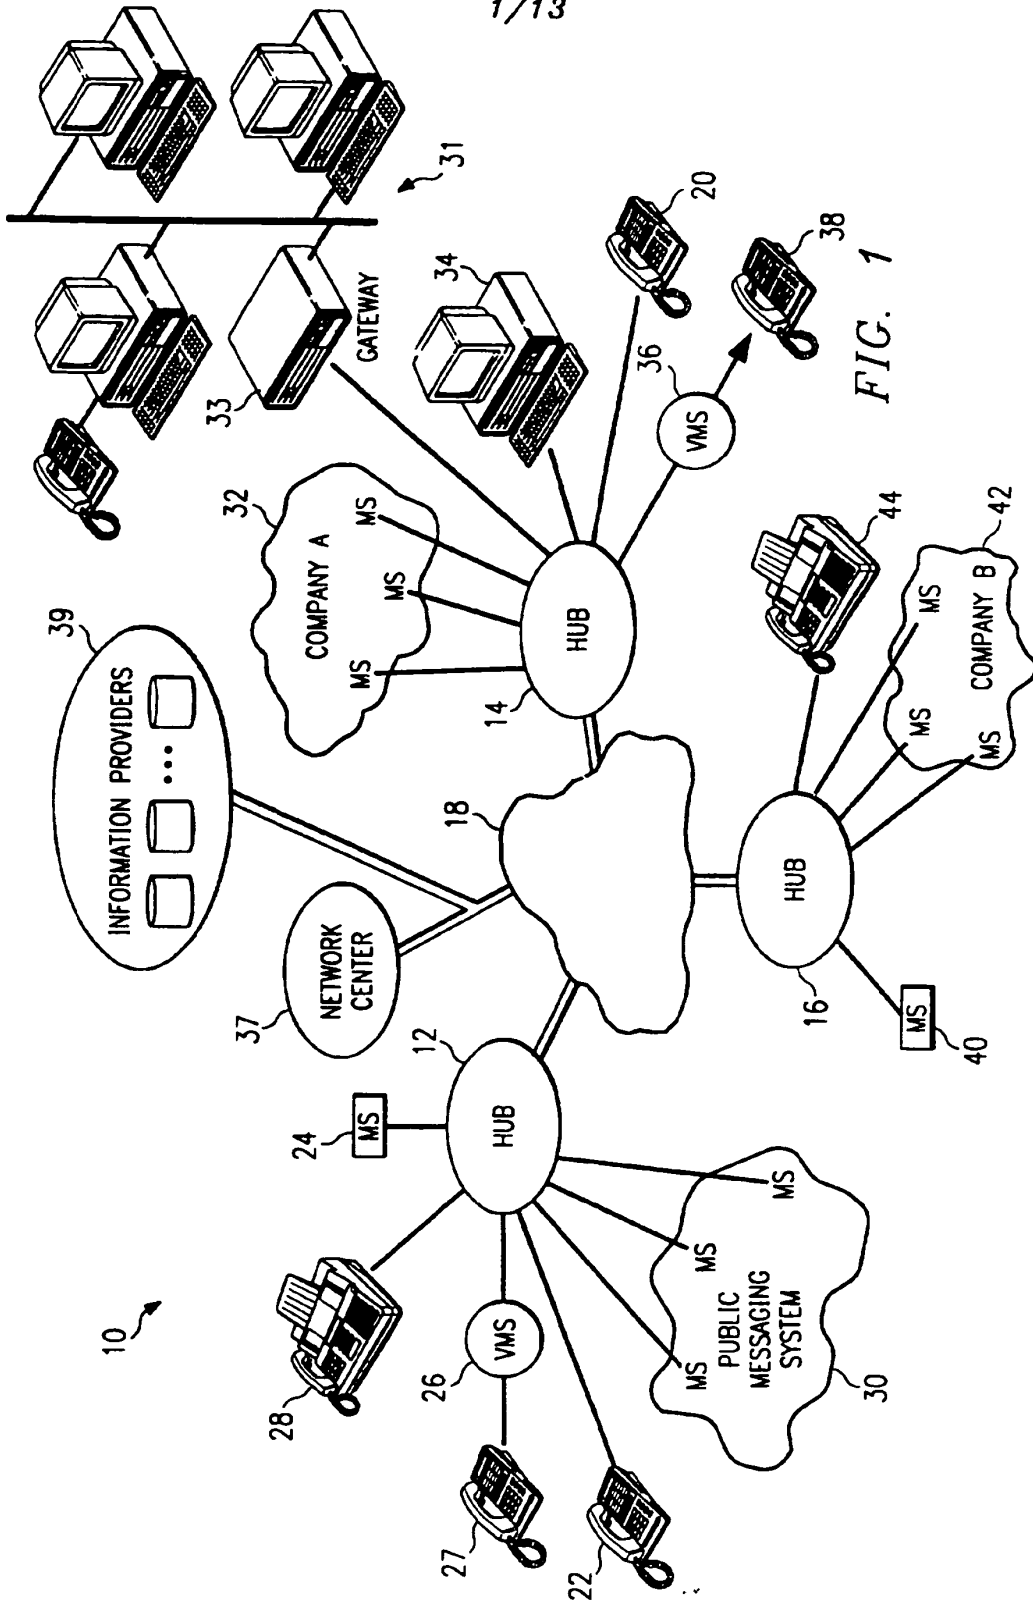 1/13
10
28
27
22
26
VMS
24
MS
12
HUB
MS
MS
MS
PUBLIC
MESSAGING
SYSTEM
30
37
NETWORK
CENTER
39
INFORMATION PROVIDERS
18
32
COMPANY A
MS
MS
MS
14
HUB
33
GATEWAY
31
34
20
36
VMS
38
16
HUB
40
MS
44
42
COMPANY B
MS
MS
MS
FIG. 1